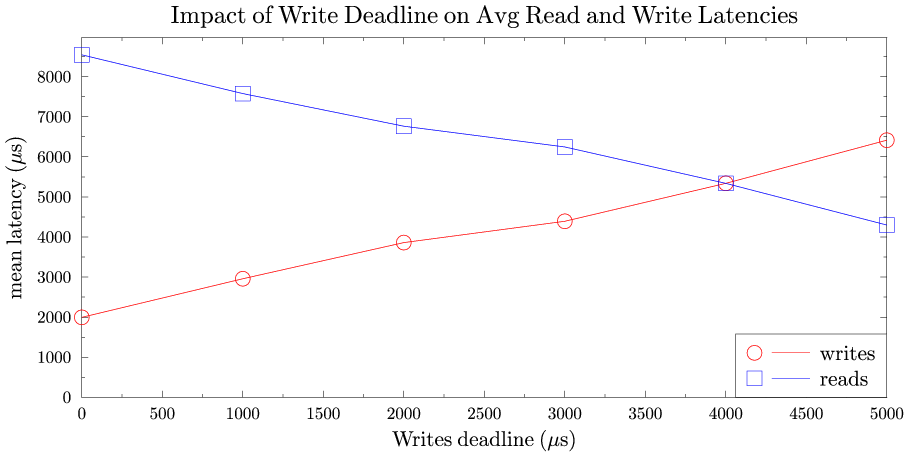 Impact of Write Deadline on Avg Read and Write Latencies
mean latency (μs)
8000
7000
6000
5000
4000
3000
2000
1000
0
0 500 1000 1500 2000 2500 3000 3500 4000 4500 5000
Writes deadline (μs)
writes
reads